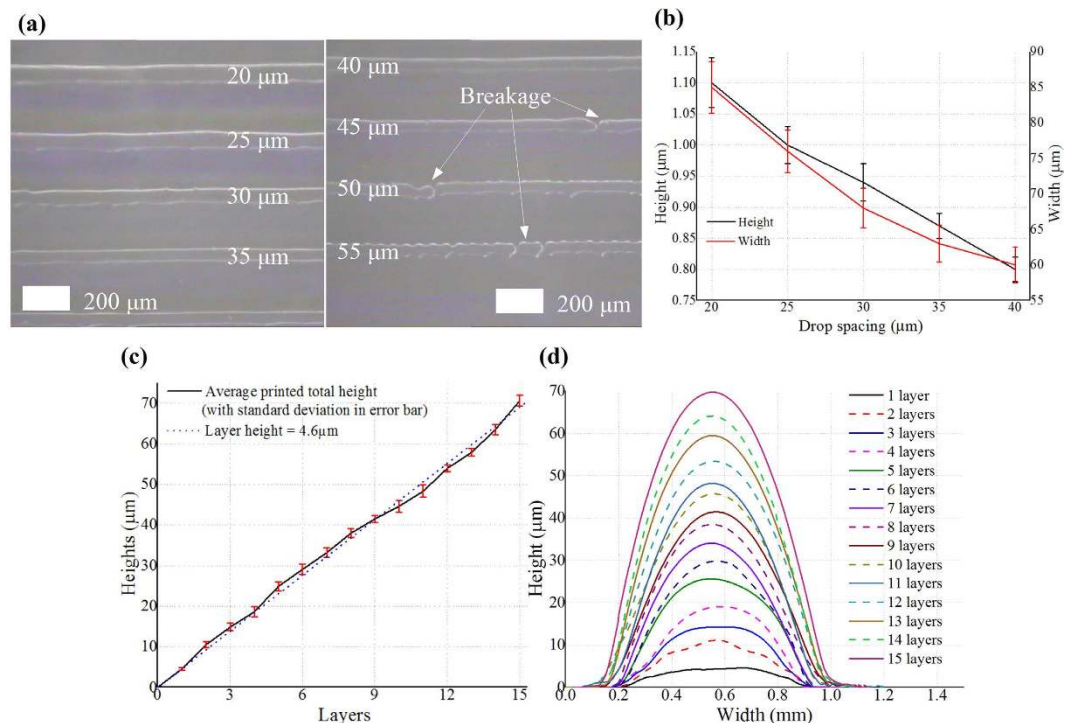 (a)
20 µm
25 µm
30 µm
35 µm
200 µm
40 µm
Breakage
45 µm
50 µm
55 µm
200 µm
(b)
1.15
1.10
1.05
1.00
0.95
0.90
0.85
0.80
0.75
Height (µm)
Height
Width
90
85
80
75
70
65
60
55
Width (µm)
20
25
30
35
40
Drop spacing (µm)
(c)
Average printed total height
(with standard deviation in error bar)
Layer height = 4.6µm
70
60
50
40
30
20
10
0
Heights (µm)
0
3
6
9
12
15
Layers
(d)
70
60
50
40
30
20
10
0
Height (µm)
0.0
0.2
0.4
0.6
0.8
1.0
1.2
1.4
Width (mm)
1 layer
2 layers
3 layers
4 layers
5 layers
6 layers
7 layers
8 layers
9 layers
10 layers
11 layers
12 layers
13 layers
14 layers
15 layers